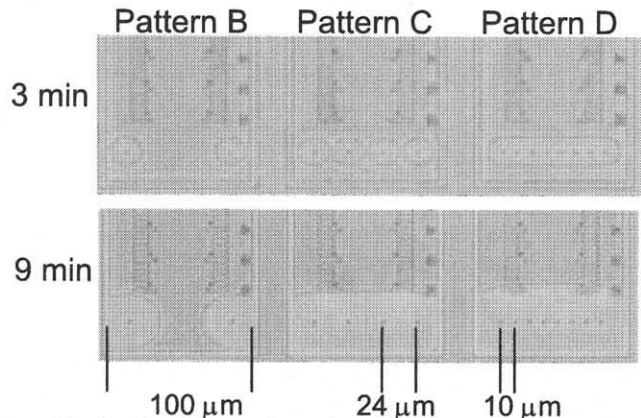 Pattern B Pattern C Pattern D
3 min
9 min
100 μm 24 μm 10 μm